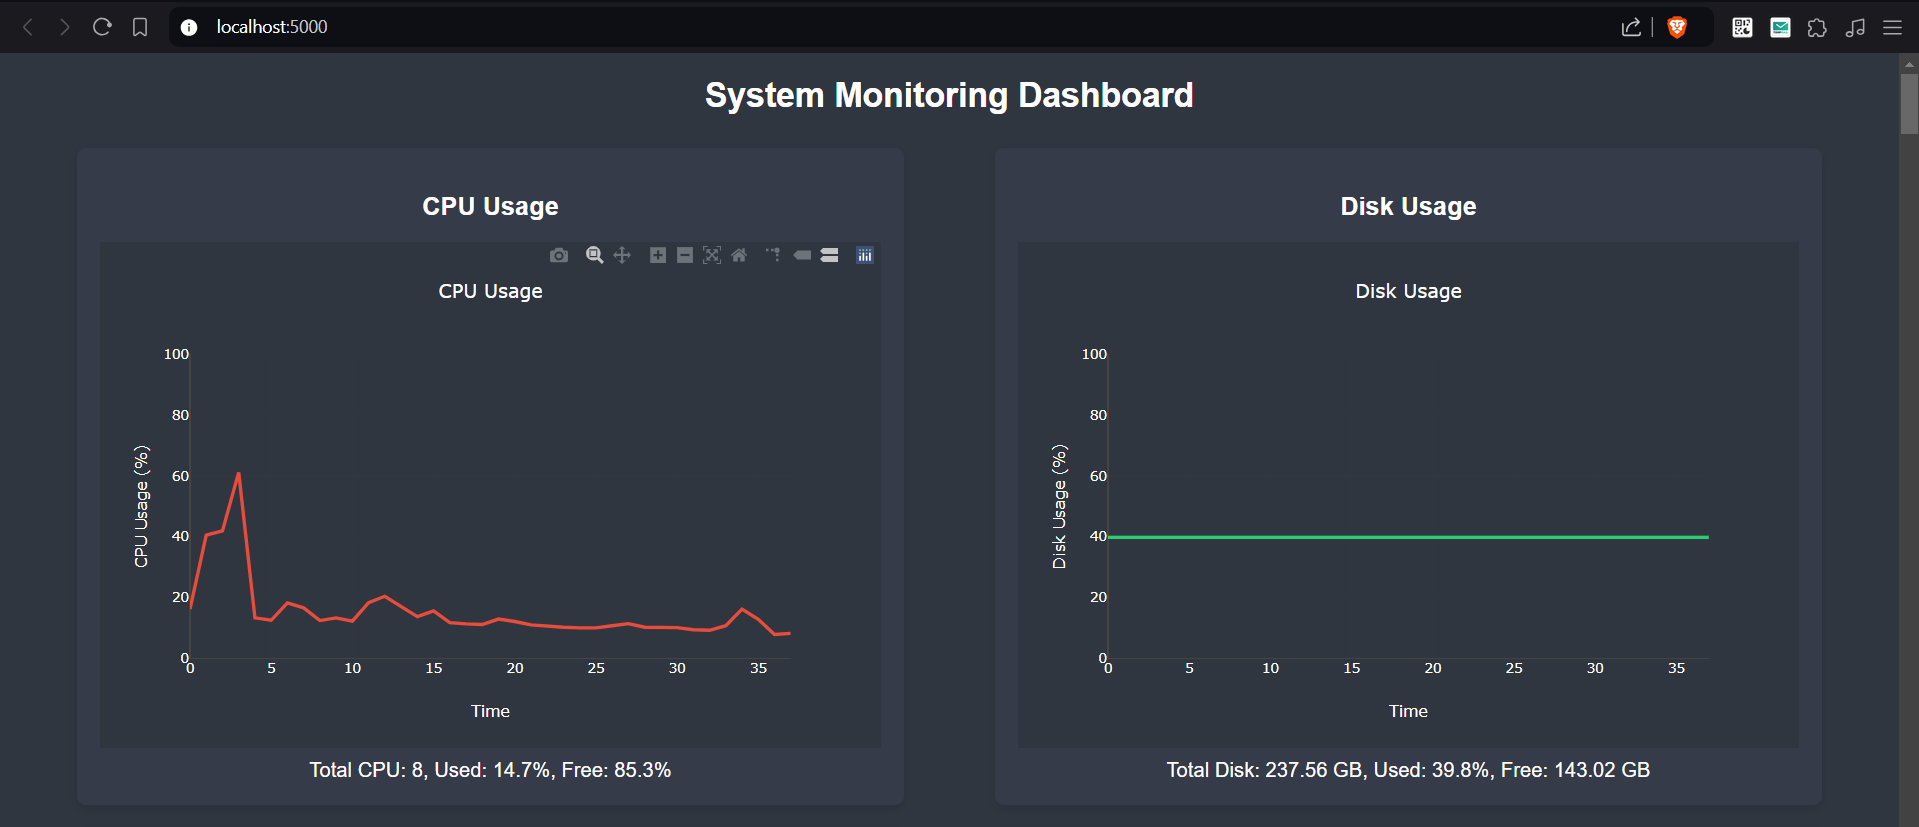 localhost:5000
System Monitoring Dashboard
CPU Usage
CPU Usage
100
80
60
40
20
0
CPU Usage (%)
0 5 10 15 20 25 30 35
Time
Total CPU: 8, Used: 14.7%, Free: 85.3%
Disk Usage
Disk Usage
100
80
60
40
20
0
Disk Usage (%)
0 5 10 15 20 25 30 35
Time
Total Disk: 237.56 GB, Used: 39.8%, Free: 143.02 GB